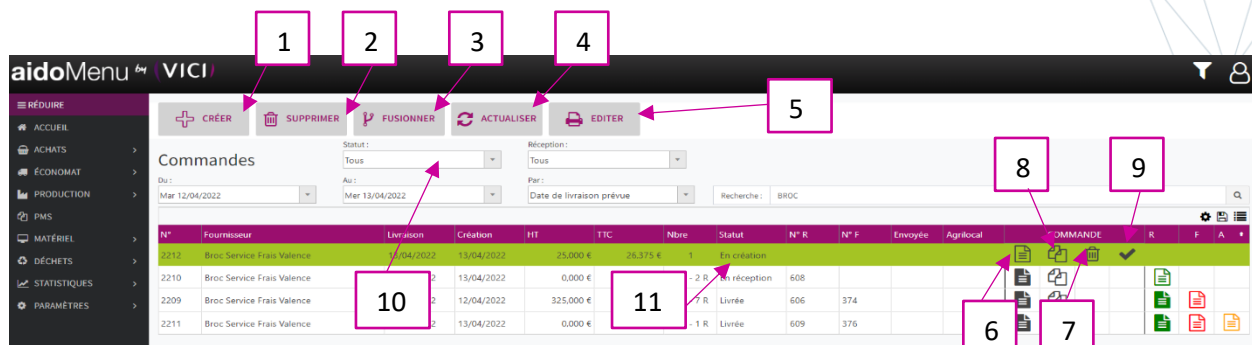 1 2 3 4
aidoMenu by (VICI)
RÉDUIRE
CRÉER SUPPRIMER FUSIONNER ACTUALISER EDITER 5
ACCUEIL
ACHATS
ÉCONOMAT
PRODUCTION
PMS
MATÉRIEL
DÉCHETS
STATISTIQUES
PARAMÈTRES
Commandes
Statut : Réception :
Tous Tous
8 9
Du : Au : Par :
Mar 12/04/2022 Mer 13/04/2022 Date de livraison prévue Recherche : BROC
N° Fournisseur Livraison Création HT TTC Nbre Statut N° R N° F Envoyée Agrilocal COMMANDE R F A
2212 Broc Service Frais Valence 13/04/2022 13/04/2022 25,000 € 26,375 € 1 En création
2210 Broc Service Frais Valence 2 13/04/2022 0,000 € - 2 R En réception 608
2209 Broc Service Frais Valence 2 12/04/2022 325,000 € 7 R Livrée 606 374
2211 Broc Service Frais Valence 2 13/04/2022 0,000 € - 1 R Livrée 609 376
10 11 6 7